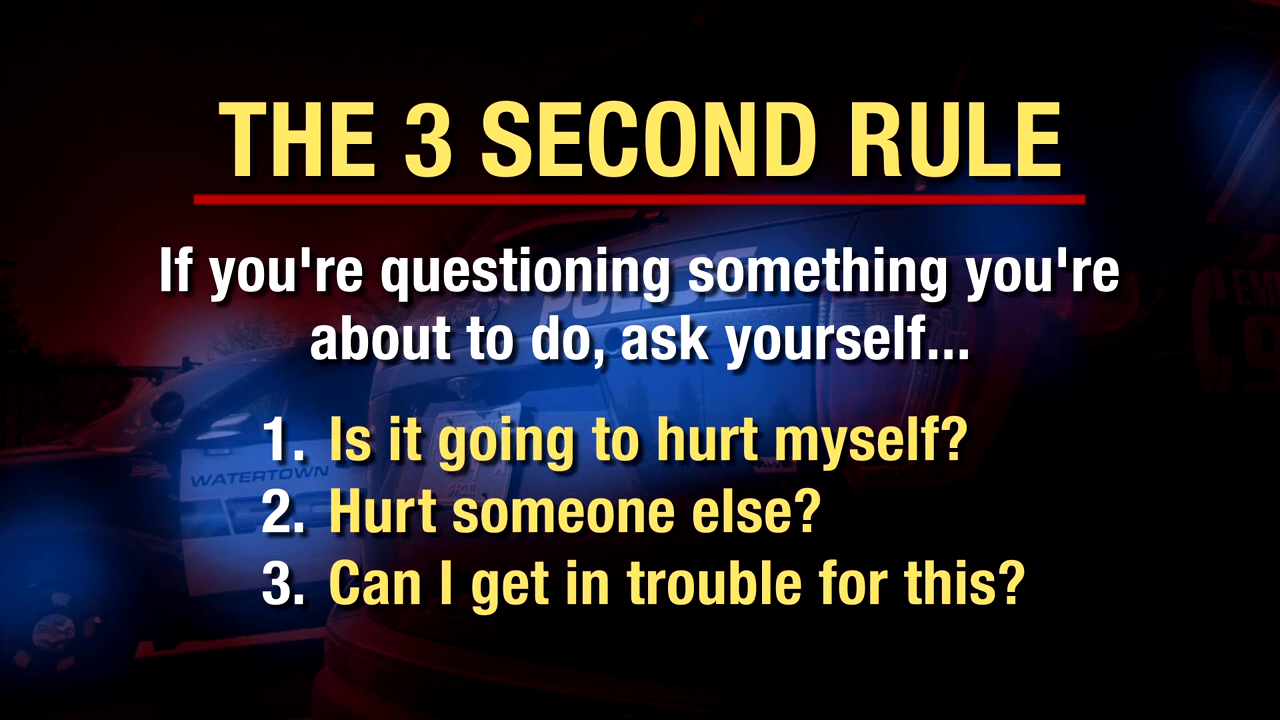 THE 3 SECOND RULE
If you're questioning something you're
about to do, ask yourself...
1. Is it going to hurt myself?
2. Hurt someone else?
3. Can I get in trouble for this?
POLICE
WATERTOWN